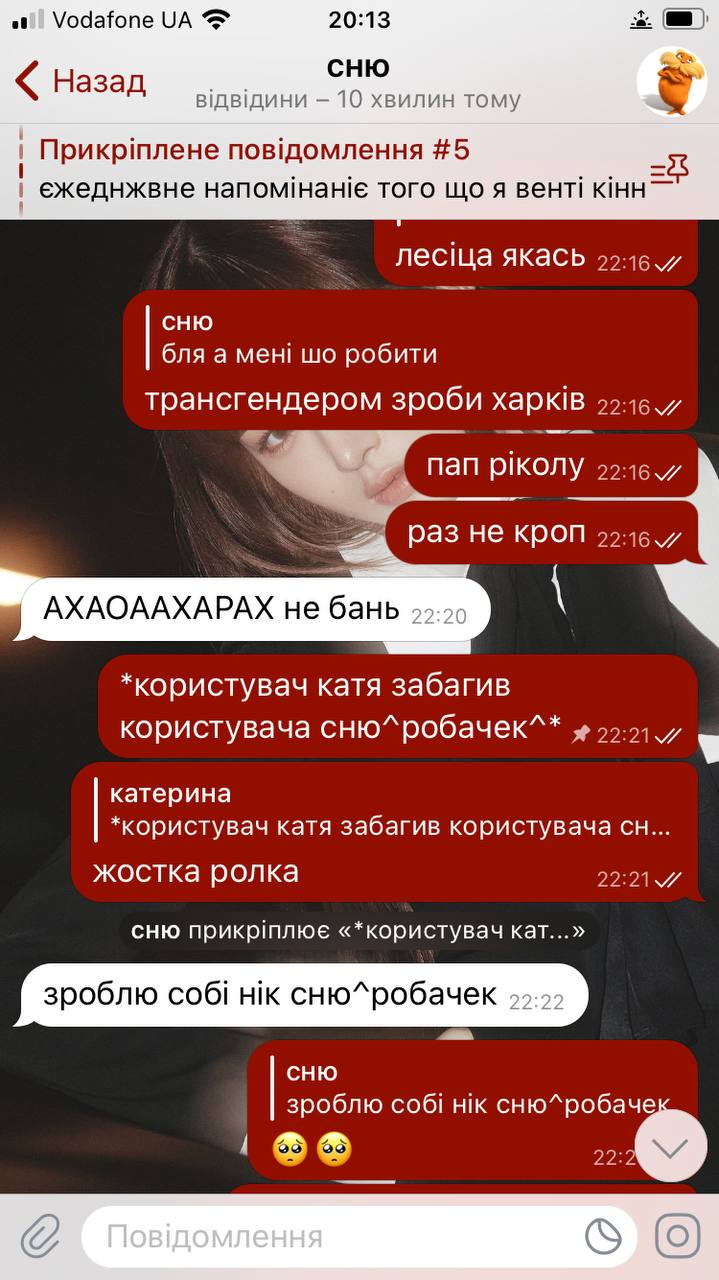 Vodafone UA
20:13
Назад
сню
відвідини – 10 хвилин тому
Прикріплене повідомлення #5
єжеднжвне напомінаніє того що я венті кінн
лесіца якась 22:16
сню
бля а мені шо робити
трансгендером зроби харків 22:16
пап ріколу 22:16
раз не кроп 22:16
АХАОААХАРАХ не бань 22:20
*користувач катя забагив
користувача сню^робачек^* 22:21
катерина
*користувач катя забагив користувача сн...
жостка ролка 22:21
сню прикріплює «*користувач кат...»
зроблю собі нік сню^робачек 22:22
сню
зроблю собі нік сню^робачек
🥺 🥺
Повідомлення